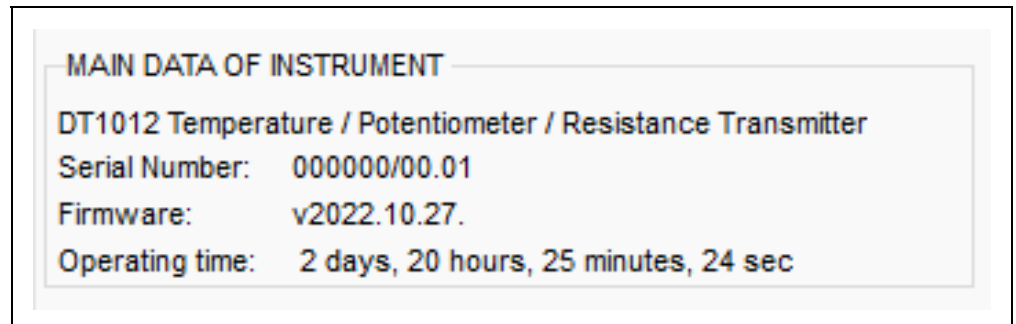 MAIN DATA OF INSTRUMENT
DT1012 Temperature / Potentiometer / Resistance Transmitter
Serial Number: 000000/00.01
Firmware: v2022.10.27.
Operating time: 2 days, 20 hours, 25 minutes, 24 sec